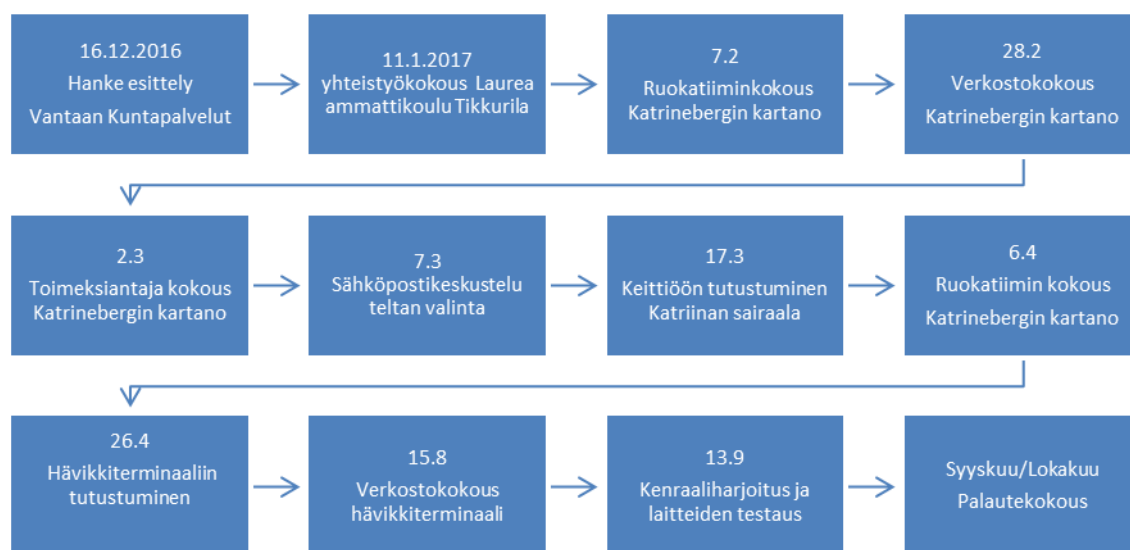 16.12.2016
Hanke esittely
Vantaan Kuntapalvelut
11.1.2017
yhteistyökokous Laurea
ammattikoulu Tikkurila
7.2
Ruokatiiminkokous
Katrinebergin kartano
28.2
Verkostokokous
Katrinebergin kartano
2.3
Toimeksiantaja kokous
Katrinebergin kartano
7.3
Sähköpostikeskustelu
teltan valinta
17.3
Keittiöön tutustuminen
Katriinan sairaala
6.4
Ruokatiimin kokous
Katrinebergin kartano
26.4
Hävikkiterminaaliin
tutustuminen
15.8
Verkostokokous
hävikkiterminaali
13.9
Kenraaliharjoitus ja
laitteiden testaus
Syyskuu/Lokakuu
Palautekokous